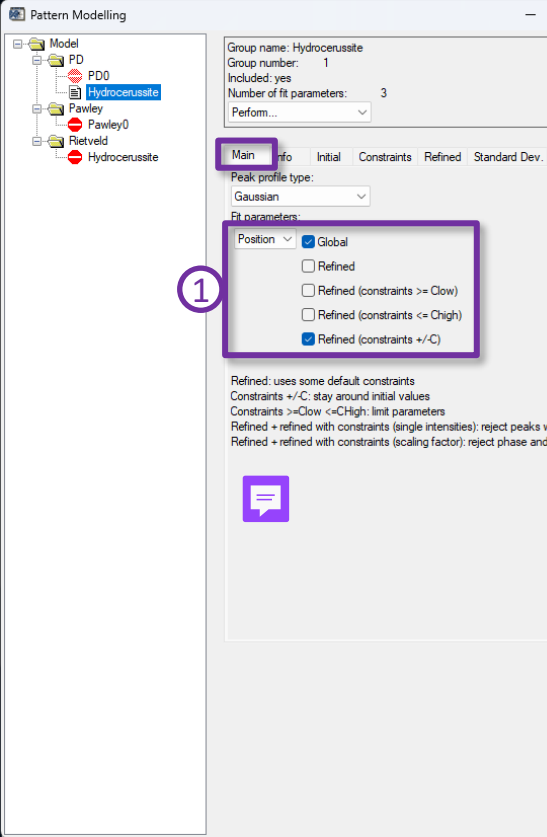 Pattern Modelling
Model
PD
PD0
Hydrocerussite
Pawley
Pawley0
Rietveld
Hydrocerussite
Group name: Hydrocerussite
Group number: 1
Included: yes
Number of fit parameters: 3
Perform...
Main nfo Initial Constraints Refined Standard Dev.
Peak profile type:
Gaussian
Fit parameters:
Position Global
Refined
Refined (constraints >= Clow)
Refined (constraints <= Chigh)
Refined (constraints +/-C)
1
Refined: uses some default constraints
Constraints +/-C: stay around initial values
Constraints >=Clow <=CHigh: limit parameters
Refined + refined with constraints (single intensities): reject peaks w
Refined + refined with constraints (scaling factor): reject phase and